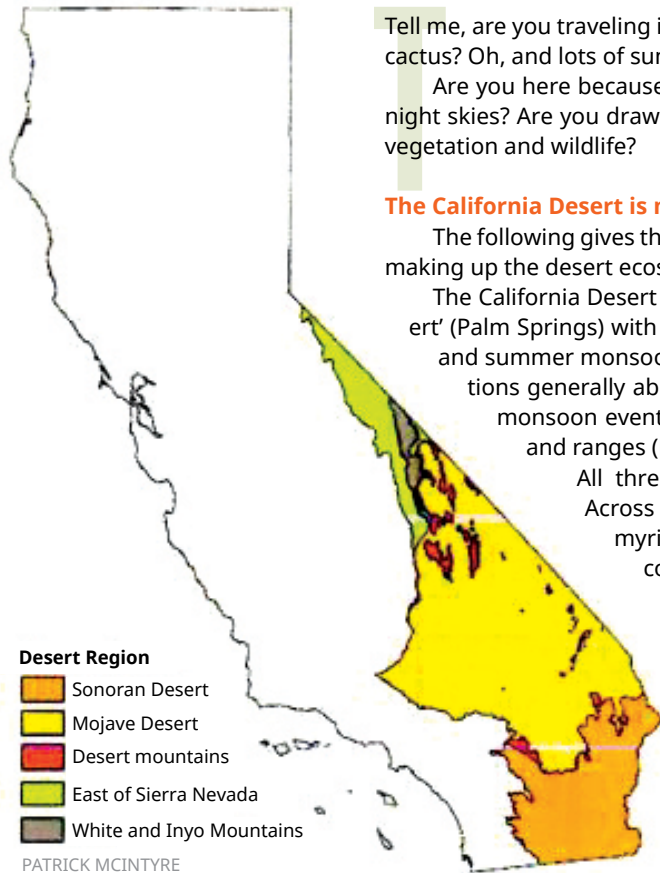 Tell me, are you traveling i
cactus? Oh, and lots of sun
Are you here because
night skies? Are you draw
vegetation and wildlife?
The California Desert is
The following gives th
making up the desert ecos
The California Desert
ert’ (Palm Springs) with
and summer monsoo
tions generally ab
monsoon event
and ranges (
All thre
Across
myri
co
Desert Region
Sonoran Desert
Mojave Desert
Desert mountains
East of Sierra Nevada
White and Inyo Mountains
PATRICK MCINTYRE